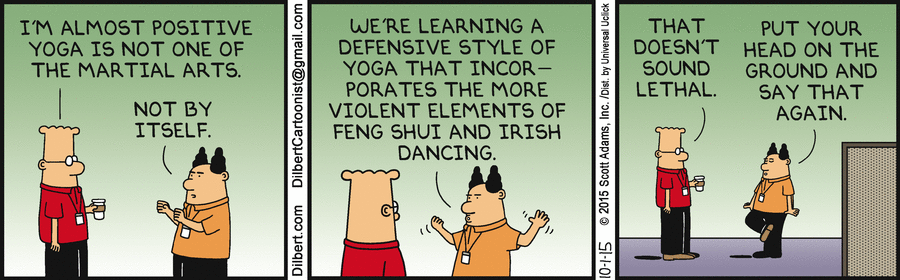 I'M ALMOST POSITIVE
YOGA IS NOT ONE OF
THE MARTIAL ARTS.
NOT BY
ITSELF.
Dilbert.com DilbertCartoonist@gmail.com
WE'RE LEARNING A
DEFENSIVE STYLE OF
YOGA THAT INCOR-
PORATES THE MORE
VIOLENT ELEMENTS OF
FENG SHUI AND IRISH
DANCING.
10-1-15 © 2015 Scott Adams, Inc. /Dist. by Universal Uclick
THAT
DOESN'T
SOUND
LETHAL.
PUT YOUR
HEAD ON THE
GROUND AND
SAY THAT
AGAIN.